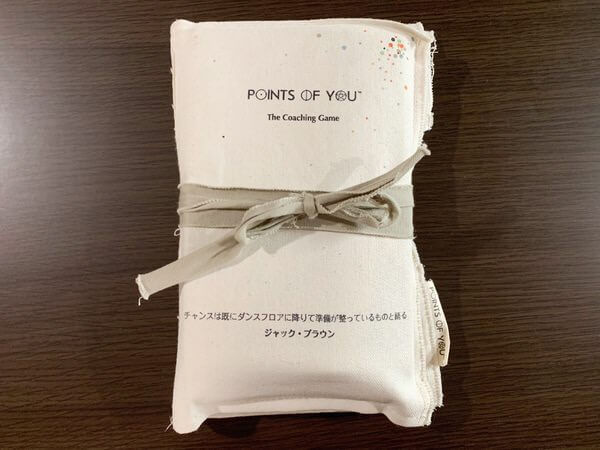 POINTS OF YOU™
The Coaching Game
チャンスは既にダンスフロアに降りて準備が整っているものと踊る
ジャック・ブラウン
POINTS OF YOU